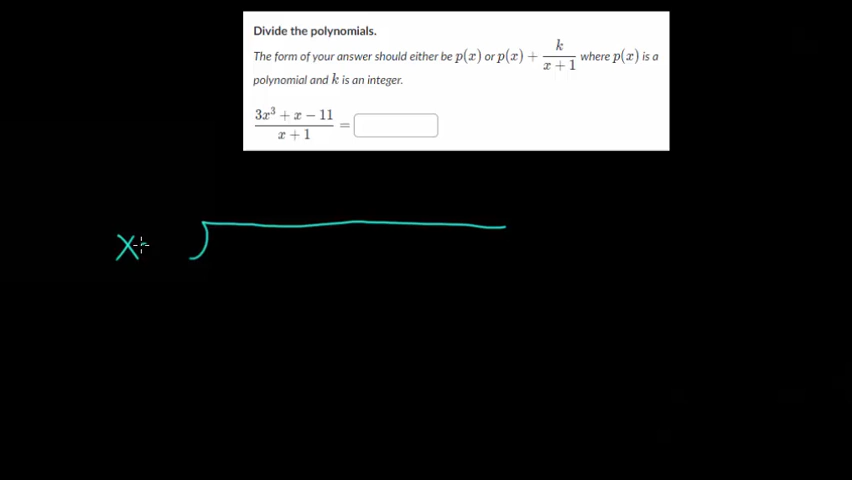 Divide the polynomials.
The form of your answer should either be p(x) or p(x) + k/(x + 1) where p(x) is a
polynomial and k is an integer.
(3x³ + x − 11)/(x + 1) =
x